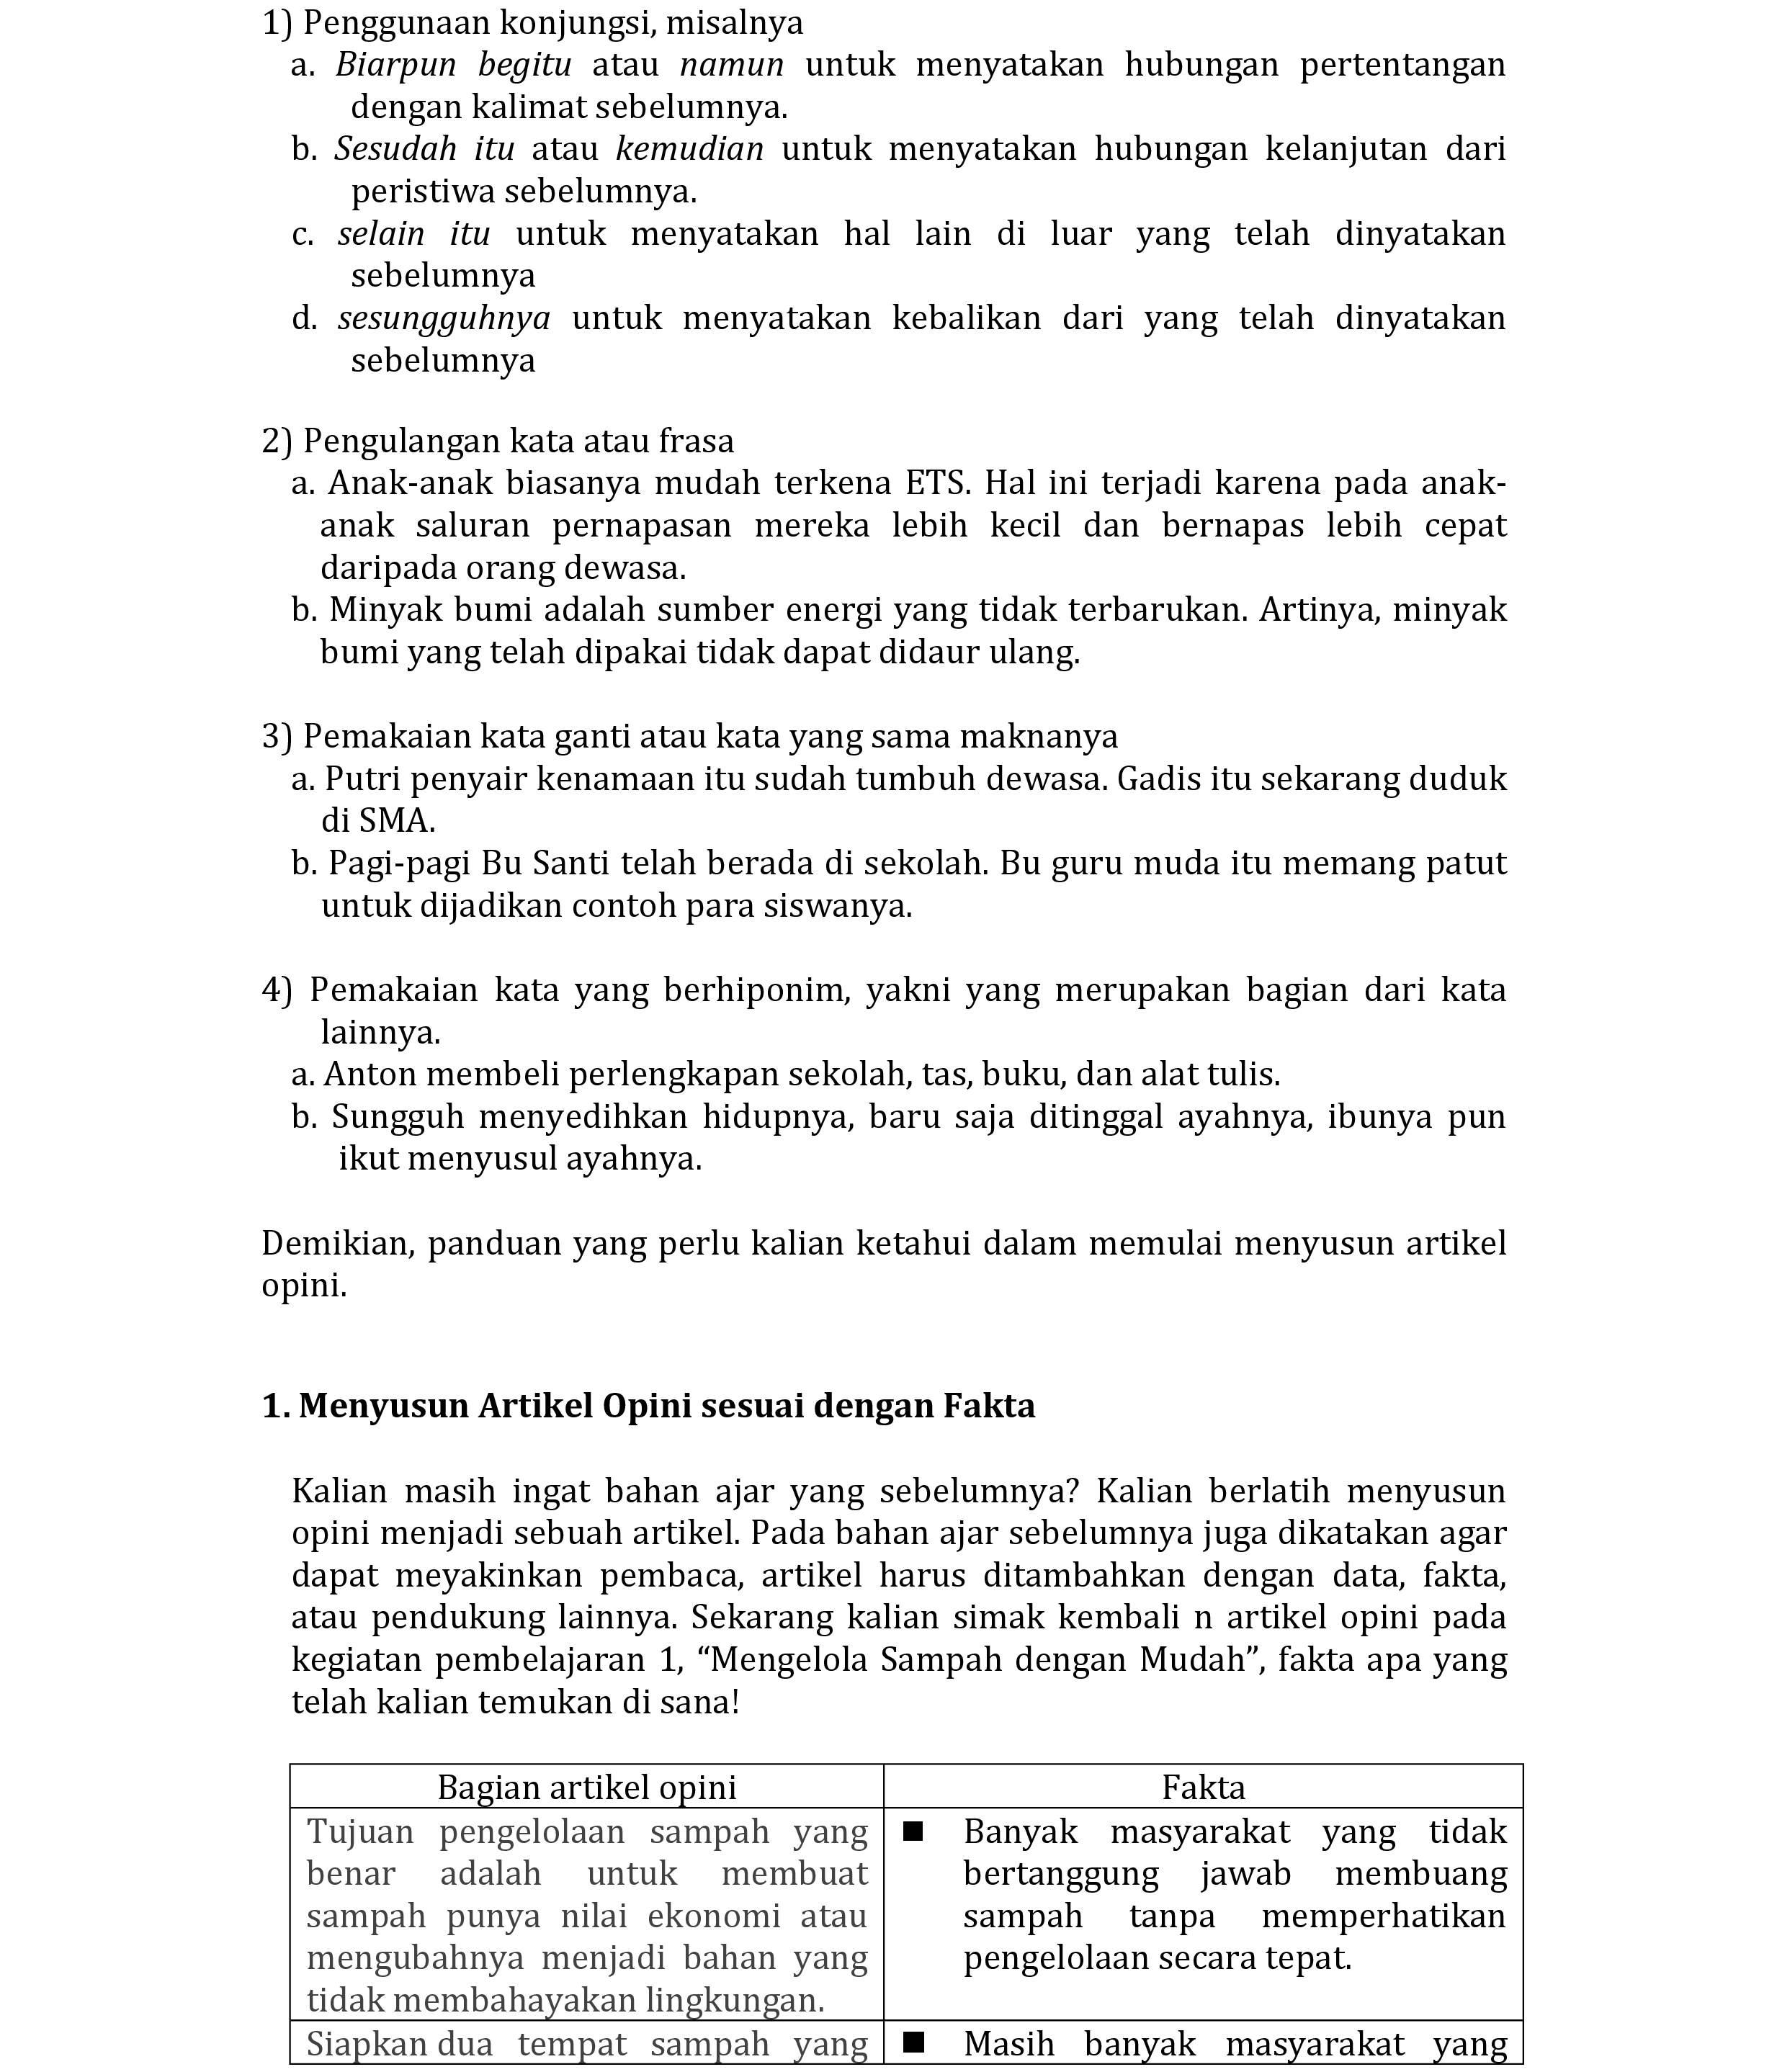 1) Penggunaan konjungsi, misalnya
a. Biarpun begitu atau namun untuk menyatakan hubungan pertentangan
dengan kalimat sebelumnya.
b. Sesudah itu atau kemudian untuk menyatakan hubungan kelanjutan dari
peristiwa sebelumnya.
c. selain itu untuk menyatakan hal lain di luar yang telah dinyatakan
sebelumnya
d. sesungguhnya untuk menyatakan kebalikan dari yang telah dinyatakan
sebelumnya
2) Pengulangan kata atau frasa
a. Anak-anak biasanya mudah terkena ETS. Hal ini terjadi karena pada anak-
anak saluran pernapasan mereka lebih kecil dan bernapas lebih cepat
daripada orang dewasa.
b. Minyak bumi adalah sumber energi yang tidak terbarukan. Artinya, minyak
bumi yang telah dipakai tidak dapat didaur ulang.
3) Pemakaian kata ganti atau kata yang sama maknanya
a. Putri penyair kenamaan itu sudah tumbuh dewasa. Gadis itu sekarang duduk
di SMA.
b. Pagi-pagi Bu Santi telah berada di sekolah. Bu guru muda itu memang patut
untuk dijadikan contoh para siswanya.
4) Pemakaian kata yang berhiponim, yakni yang merupakan bagian dari kata
lainnya.
a. Anton membeli perlengkapan sekolah, tas, buku, dan alat tulis.
b. Sungguh menyedihkan hidupnya, baru saja ditinggal ayahnya, ibunya pun
ikut menyusul ayahnya.
Demikian, panduan yang perlu kalian ketahui dalam memulai menyusun artikel
opini.
1. Menyusun Artikel Opini sesuai dengan Fakta
Kalian masih ingat bahan ajar yang sebelumnya? Kalian berlatih menyusun
opini menjadi sebuah artikel. Pada bahan ajar sebelumnya juga dikatakan agar
dapat meyakinkan pembaca, artikel harus ditambahkan dengan data, fakta,
atau pendukung lainnya. Sekarang kalian simak kembali n artikel opini pada
kegiatan pembelajaran 1, “Mengelola Sampah dengan Mudah”, fakta apa yang
telah kalian temukan di sana!
Bagian artikel opini
Fakta
Tujuan pengelolaan sampah yang
benar adalah untuk membuat
sampah punya nilai ekonomi atau
mengubahnya menjadi bahan yang
tidak membahayakan lingkungan.
■ Banyak masyarakat yang tidak
bertanggung jawab membuang
sampah tanpa memperhatikan
pengelolaan secara tepat.
Siapkan dua tempat sampah yang
■ Masih banyak masyarakat yang